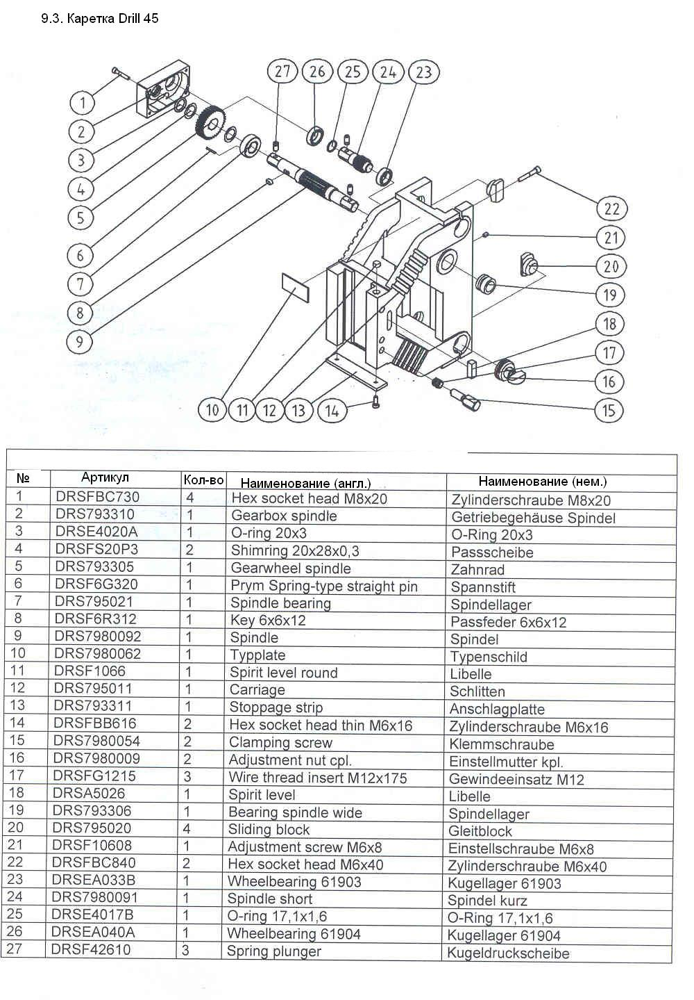 9.3. Каретка Drill 45
27 26 25 24 23
1
2
3
4
5
6
7
8
9
22
21
20
19
18
17
16
10 11 12 13 14 15
№ Артикул Кол-во Наименование (англ.) Наименование (нем.)
1 DRSFBC730 4 Hex socket head M8x20 Zylinderschraube M8x20
2 DRS793310 1 Gearbox spindle Getriebegehäuse Spindel
3 DRSE4020A 1 O-ring 20x3 O-Ring 20x3
4 DRSFS20P3 2 Shimring 20x28x0,3 Passscheibe
5 DRS793305 1 Gearwheel spindle Zahnrad
6 DRSF6G320 1 Prym Spring-type straight pin Spannstift
7 DRS795021 1 Spindle bearing Spindellager
8 DRSF6R312 1 Key 6x6x12 Passfeder 6x6x12
9 DRS7980092 1 Spindle Spindel
10 DRS7980062 1 Typplate Typenschild
11 DRSF1066 1 Spirit level round Libelle
12 DRS795011 1 Carriage Schlitten
13 DRS793311 1 Stoppage strip Anschlagplatte
14 DRSFBB616 2 Hex socket head thin M6x16 Zylinderschraube M6x16
15 DRS7980054 2 Clamping screw Klemmschraube
16 DRS7980009 2 Adjustment nut cpl. Einstellmutter kpl.
17 DRSFG1215 3 Wire thread insert M12x175 Gewindeeinsatz M12
18 DRSA5026 1 Spirit level Libelle
19 DRS793306 1 Bearing spindle wide Spindellager
20 DRS795020 4 Sliding block Gleitblock
21 DRSF10608 1 Adjustment screw M6x8 Einstellschraube M6x8
22 DRSFBC840 2 Hex socket head M6x40 Zylinderschraube M6x40
23 DRSEA033B 1 Wheelbearing 61903 Kugellager 61903
24 DRS7980091 1 Spindle short Spindel kurz
25 DRSE4017B 1 O-ring 17,1x1,6 O-Ring 17,1x1,6
26 DRSEA040A 1 Wheelbearing 61904 Kugellager 61904
27 DRSF42610 3 Spring plunger Kugeldruckscheibe